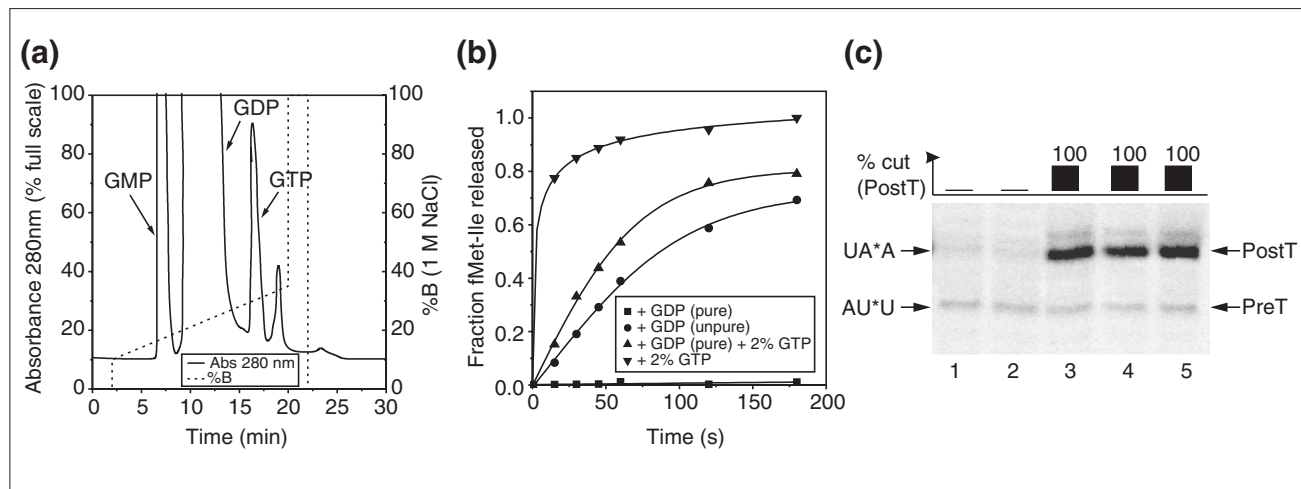 (a)
Absorbance 280nm (% full scale)
100
80
60
40
20
0
GMP
GDP
GTP
Abs 280 nm
%B
0
5
10
15
20
25
30
Time (min)
100
80
60
40
20
0
%B (1 M NaCl)
(b)
Fraction fMet-Ile released
1.0
0.8
0.6
0.4
0.2
0.0
+ GDP (pure)
+ GDP (unpure)
+ GDP (pure) + 2% GTP
+ 2% GTP
0
50
100
150
200
Time (s)
(c)
% cut
(PostT)
100
100
100
UA*A
PostT
AU*U
PreT
1
2
3
4
5